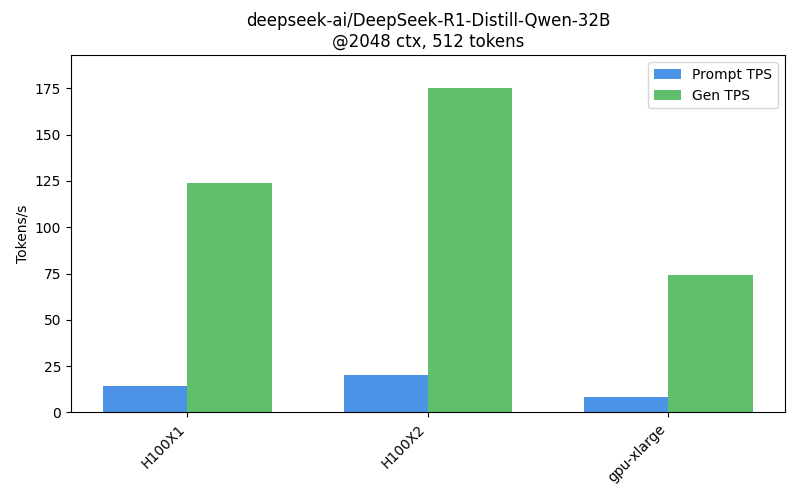 deepseek-ai/DeepSeek-R1-Distill-Qwen-32B
@2048 ctx, 512 tokens
Prompt TPS
Gen TPS
Tokens/s
175
150
125
100
75
50
25
0
H100X1
H100X2
gpu-xlarge